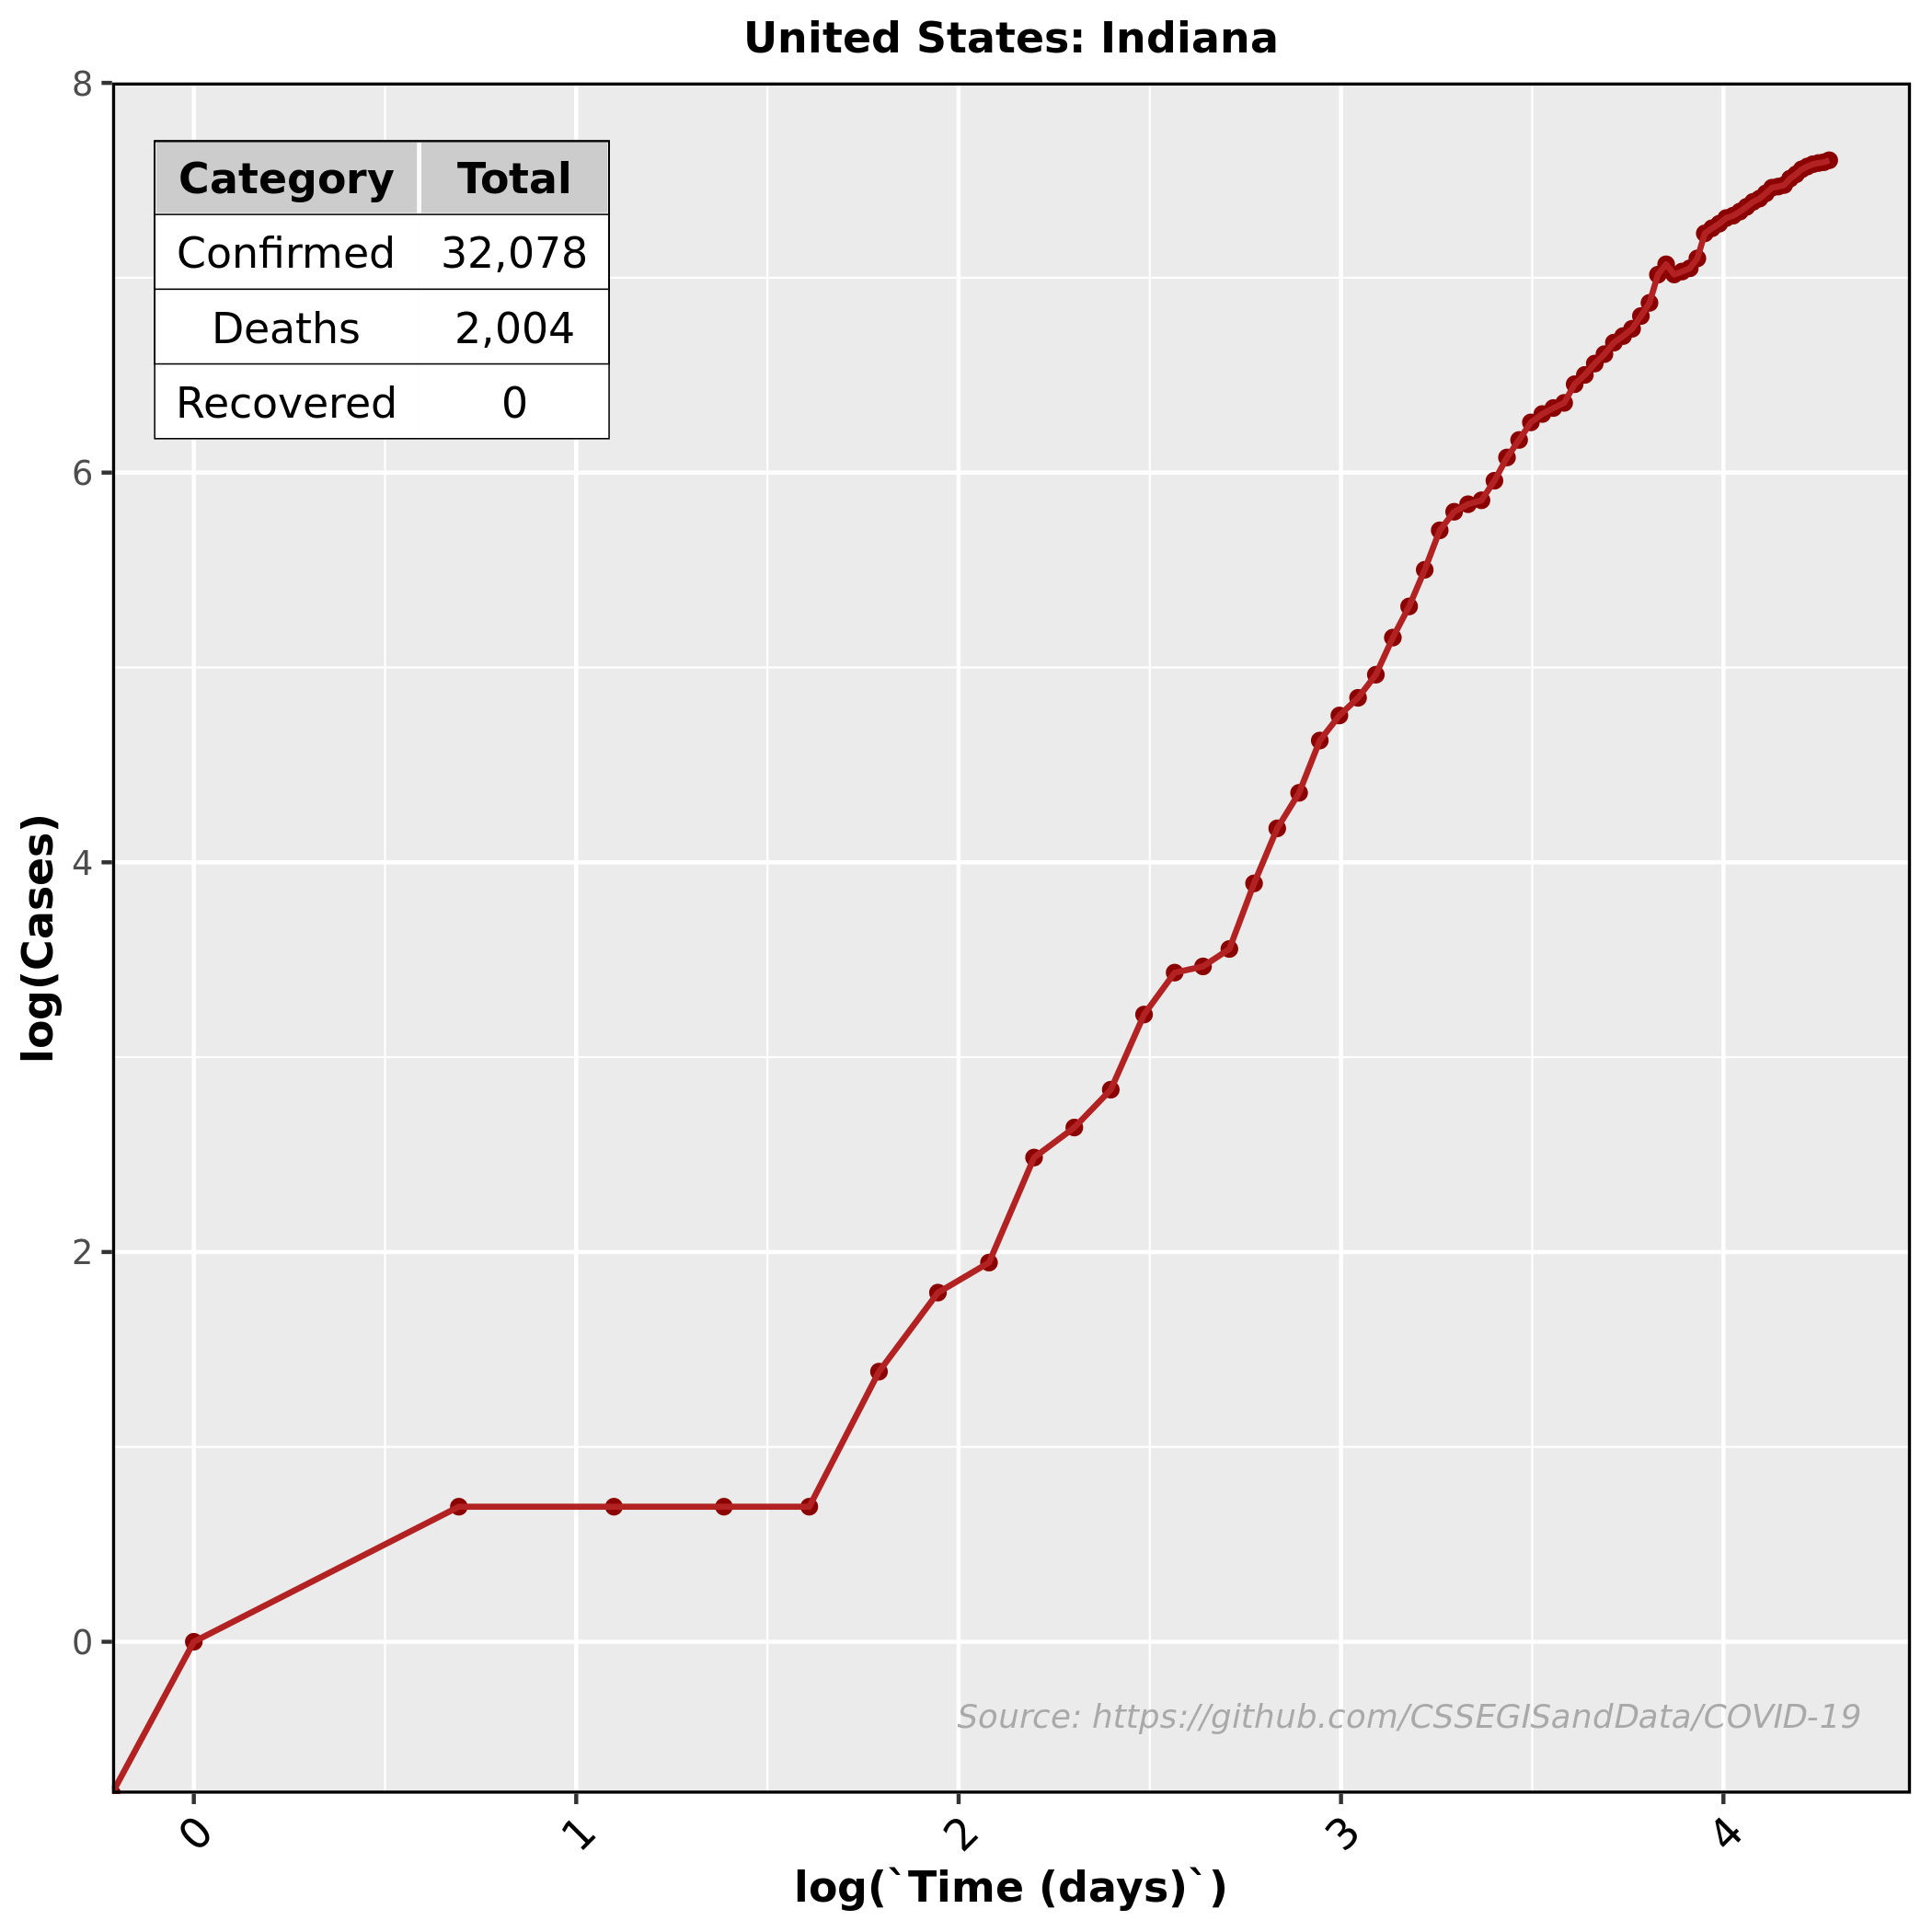 United States: Indiana
8
6
4
2
0
log(Cases)
Category Total
Confirmed 32,078
Deaths 2,004
Recovered 0
Source: https://github.com/CSSEGISandData/COVID-19
0 1 2 3 4
log(`Time (days)`)